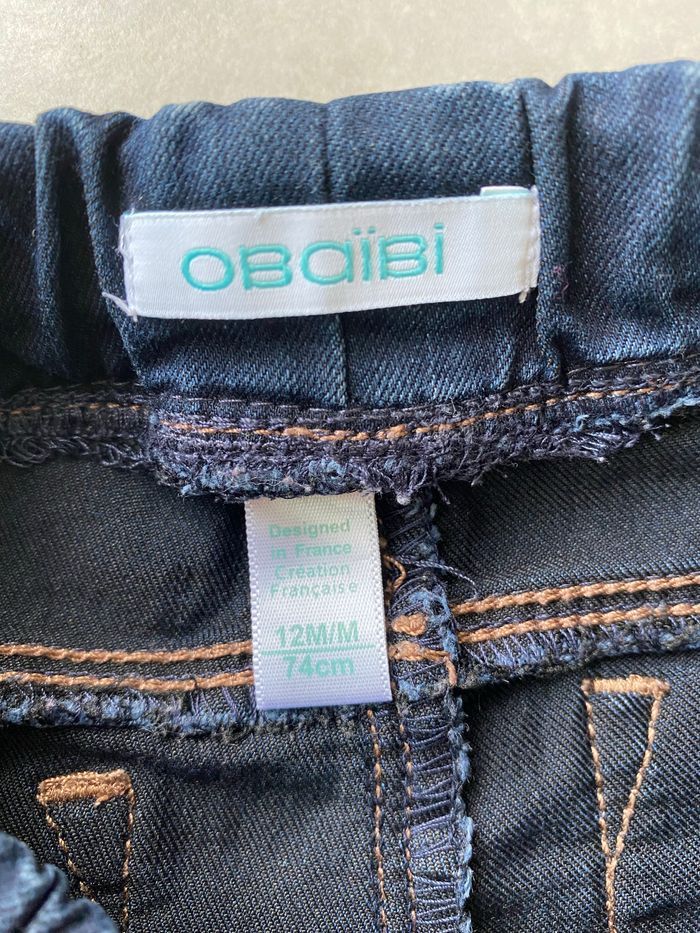 OBaïBi
Designed
in France
Création
Française
12M/M
74cm